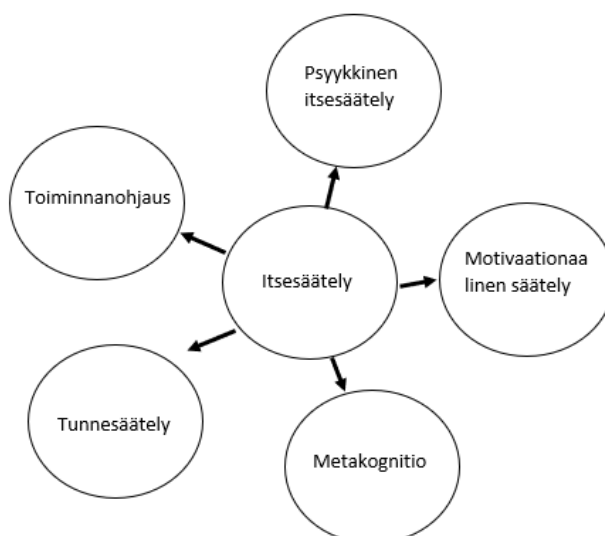 Psyykkinen
itsesäätely
Toiminnanohjaus
Itsesäätely
Motivaationaa
linen säätely
Tunnesäätely
Metakognitio